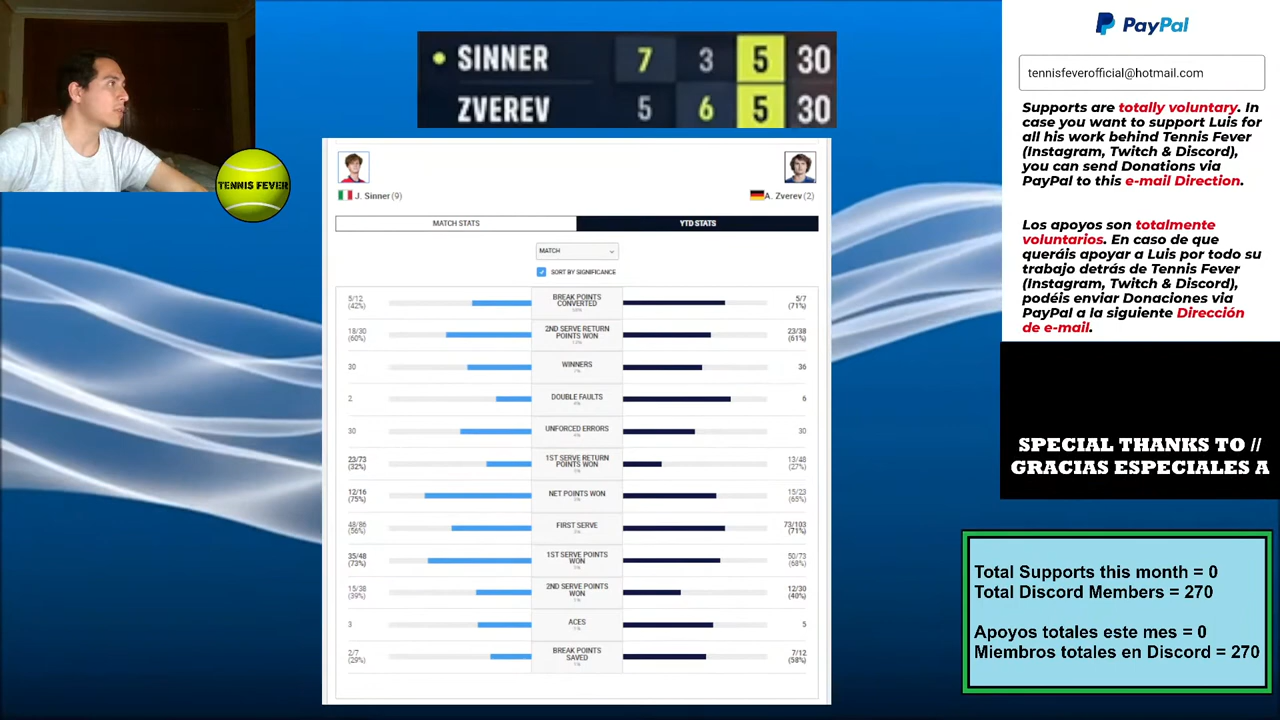 SINNER 7 3 5 30
ZVEREV 5 6 5 30
TENNIS FEVER
J. Sinner (9)
A. Zverev (2)
MATCH STATS
YTD STATS
MATCH
SORT BY SIGNIFICANCE
5/12
(42%)
BREAK POINTS
CONVERTED
5/7
(71%)
18/30
(60%)
2ND SERVE RETURN
POINTS WON
23/38
(61%)
30
WINNERS
36
2
DOUBLE FAULTS
6
30
UNFORCED ERRORS
30
23/73
(32%)
1ST SERVE RETURN
POINTS WON
13/48
(27%)
12/16
(75%)
NET POINTS WON
15/23
(65%)
48/86
(56%)
FIRST SERVE
73/103
(71%)
35/48
(73%)
1ST SERVE POINTS
WON
50/73
(68%)
15/38
(39%)
2ND SERVE POINTS
WON
12/30
(40%)
3
ACES
5
2/7
(29%)
BREAK POINTS
SAVED
7/12
(58%)
PayPal
tennisfeverofficial@hotmail.com
Supports are totally voluntary. In
case you want to support Luis for
all his work behind Tennis Fever
(Instagram, Twitch & Discord),
you can send Donations via
PayPal to this e-mail Direction.
Los apoyos son totalmente
voluntarios. En caso de que
queráis apoyar a Luis por todo su
trabajo detrás de Tennis Fever
(Instagram, Twitch & Discord),
podéis enviar Donaciones via
PayPal a la siguiente Dirección
de e-mail.
SPECIAL THANKS TO //
GRACIAS ESPECIALES A
Total Supports this month = 0
Total Discord Members = 270
Apoyos totales este mes = 0
Miembros totales en Discord = 270